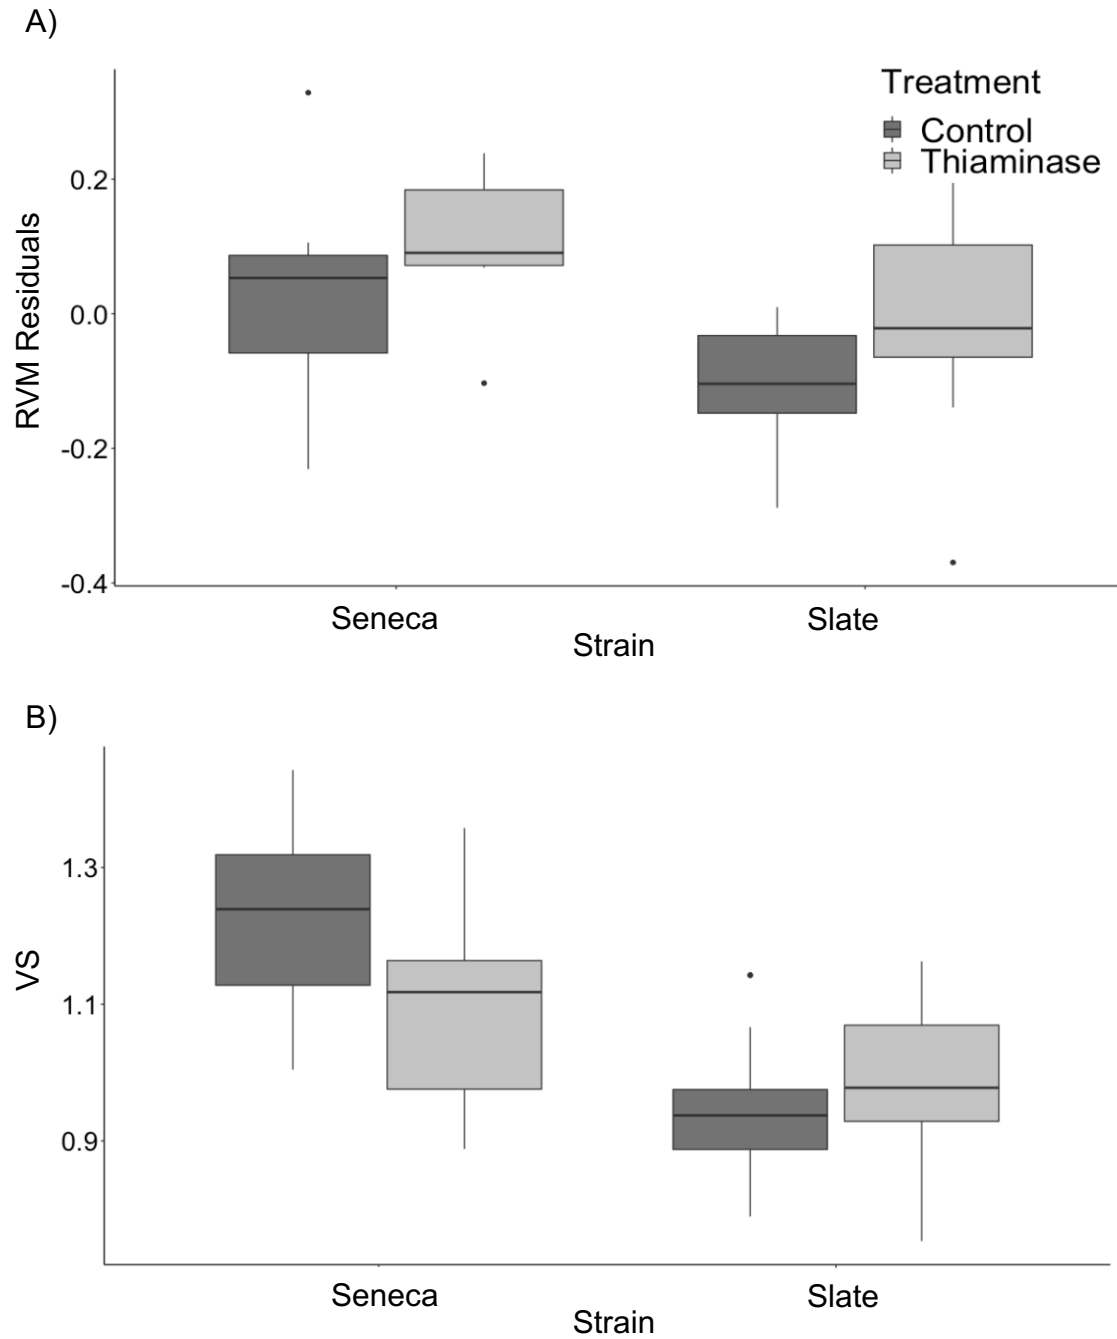 A)
Treatment
Control
Thiaminase
RVM Residuals
0.2
0.0
-0.2
-0.4
Seneca
Slate
Strain
B)
VS
1.3
1.1
0.9
Seneca
Slate
Strain